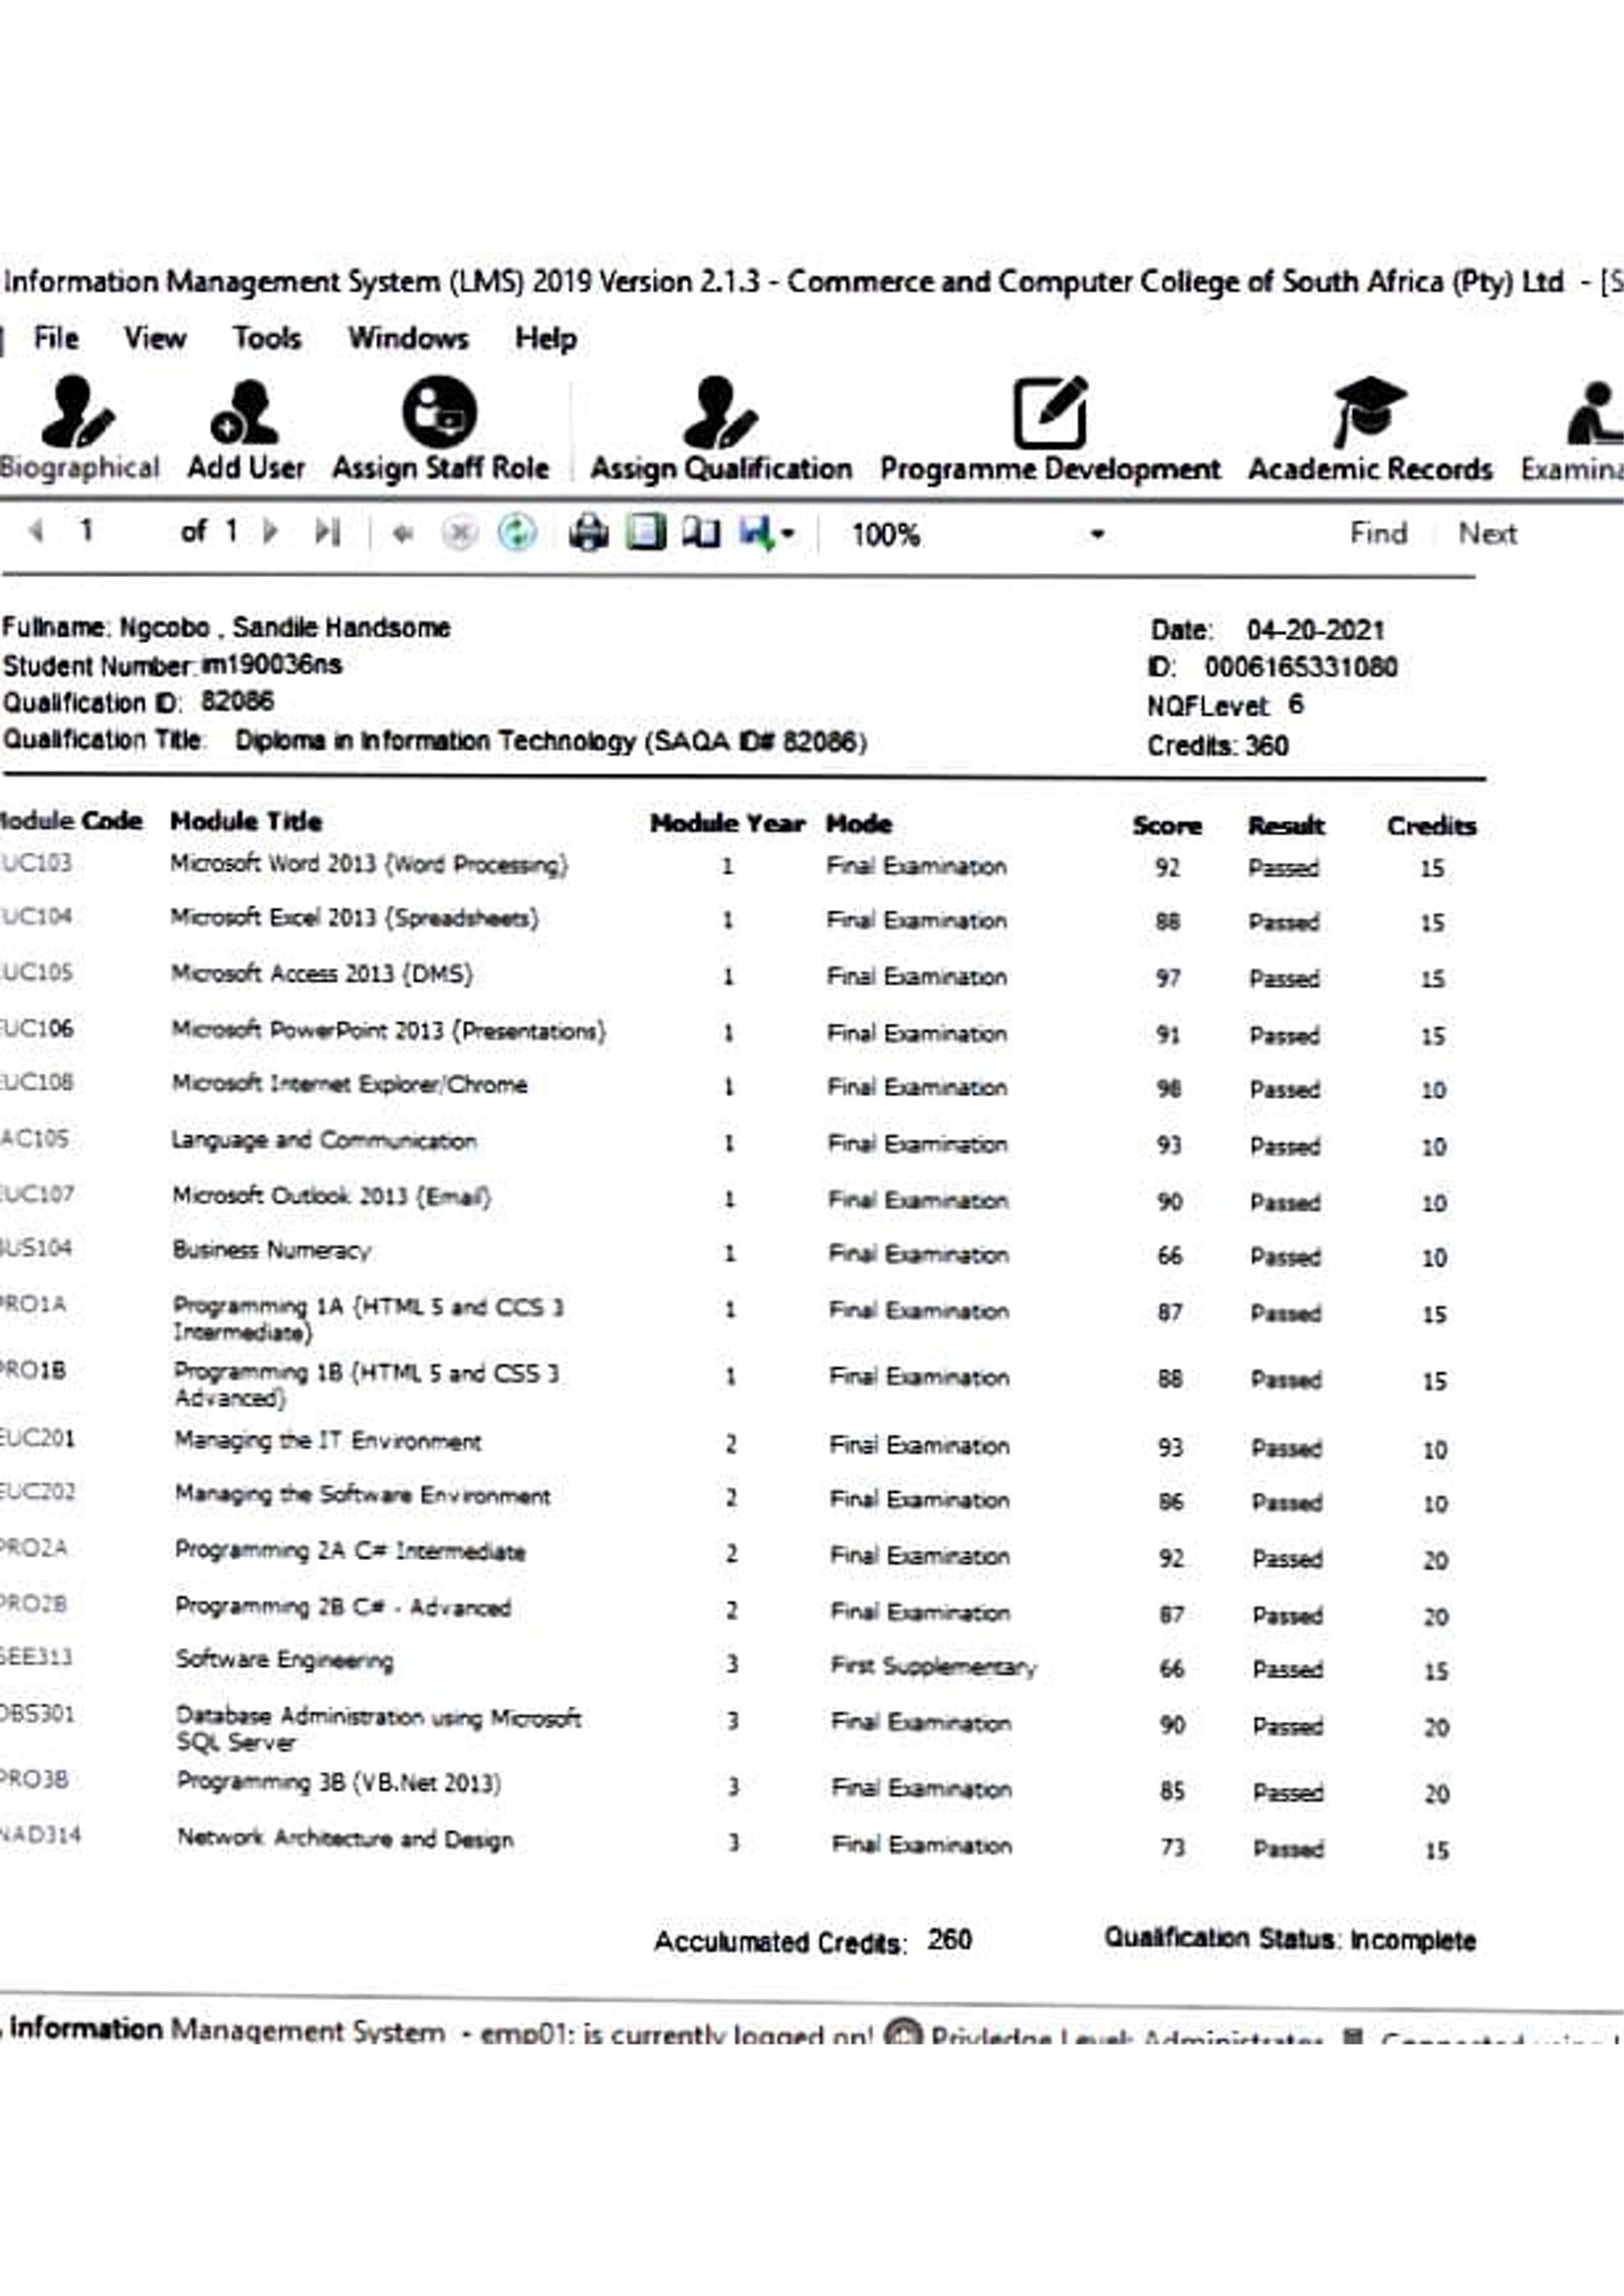 Information Management System (LMS) 2019 Version 2.1.3 - Commerce and Computer College of South Africa (Pty) Ltd - [S
File View Tools Windows Help
Biographical Add User Assign Staff Role Assign Qualification Programme Development Academic Records Examina
1 of 1 100% Find Next
Fullname: Ngcobo , Sandile Handsome Date: 04-20-2021
Student Number: im190036ns ID: 0006165331080
Qualification ID: 82086 NQFLevel: 6
Qualification Title: Diploma in Information Technology (SAQA ID# 82086) Credits: 360
Module Code Module Title Module Year Mode Score Result Credits
EUC103 Microsoft Word 2013 (Word Processing) 1 Final Examination 92 Passed 15
EUC104 Microsoft Excel 2013 (Spreadsheets) 1 Final Examination 88 Passed 15
EUC105 Microsoft Access 2013 (DMS) 1 Final Examination 97 Passed 15
EUC106 Microsoft PowerPoint 2013 (Presentations) 1 Final Examination 91 Passed 15
EUC108 Microsoft Internet Explorer/Chrome 1 Final Examination 98 Passed 10
AC105 Language and Communication 1 Final Examination 93 Passed 10
EUC107 Microsoft Outlook 2013 (Email) 1 Final Examination 90 Passed 10
BUS104 Business Numeracy 1 Final Examination 66 Passed 10
PRO1A Programming 1A (HTML 5 and CCS 3 1 Final Examination 87 Passed 15
Intermediate)
PRO1B Programming 1B (HTML 5 and CSS 3 1 Final Examination 88 Passed 15
Advanced)
EUC201 Managing the IT Environment 2 Final Examination 93 Passed 10
EUC202 Managing the Software Environment 2 Final Examination 86 Passed 10
PRO2A Programming 2A C# Intermediate 2 Final Examination 92 Passed 20
PRO2B Programming 2B C# - Advanced 2 Final Examination 87 Passed 20
SEE313 Software Engineering 3 First Supplementary 66 Passed 15
DBS301 Database Administration using Microsoft 3 Final Examination 90 Passed 20
SQL Server
PRO3B Programming 3B (VB.Net 2013) 3 Final Examination 85 Passed 20
NAD314 Network Architecture and Design 3 Final Examination 73 Passed 15
Acculumated Credits: 260 Qualification Status: Incomplete
Information Management System - emp01: is currently logged on! Privledge Level: Administrator Connected using